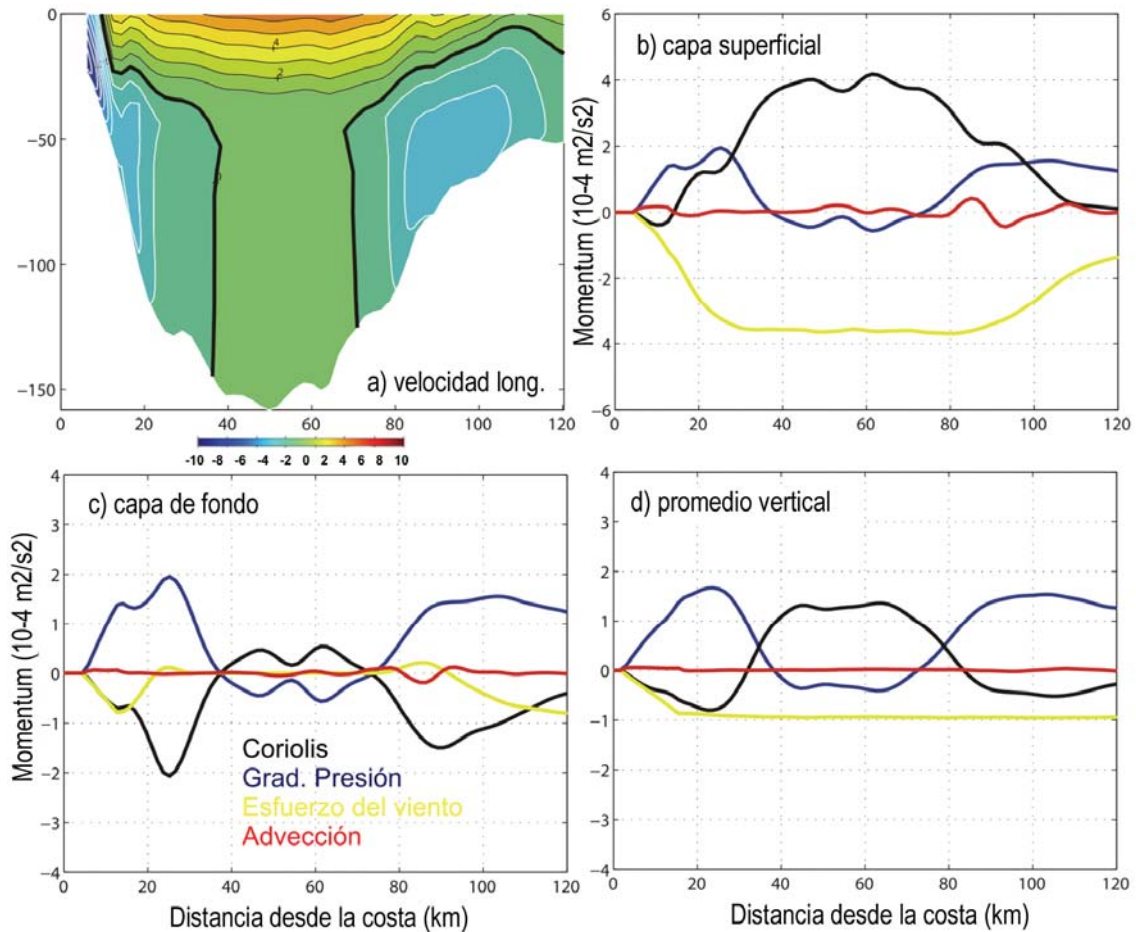 0
-50
-100
-150
4
2
0
a) velocidad long.
0 20 40 60 80 100 120
-10 -8 -6 -4 -2 0 2 4 6 8 10
b) capa superficial
Momentum (10-4 m2/s2)
6
4
2
0
-2
-4
-6
0 20 40 60 80 100 120
c) capa de fondo
Momentum (10-4 m2/s2)
4
3
2
1
0
-1
-2
-3
-4
Coriolis
Grad. Presión
Esfuerzo del viento
Advección
0 20 40 60 80 100 120
Distancia desde la costa (km)
d) promedio vertical
4
3
2
1
0
-1
-2
-3
-4
0 20 40 60 80 100 120
Distancia desde la costa (km)